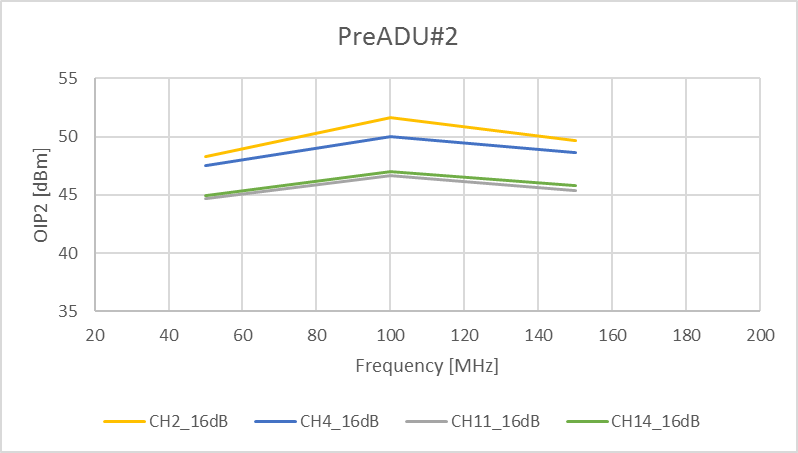 PreADU#2
55
50
45
40
35
OIP2 [dBm]
20 40 60 80 100 120 140 160 180 200
Frequency [MHz]
CH2_16dB CH4_16dB CH11_16dB CH14_16dB